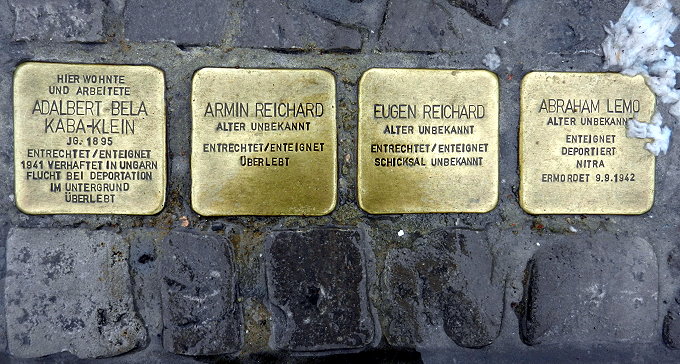 HIER WOHNTE
UND ARBEITETE
ADALBERT BELA
KABA-KLEIN
JG. 1895
ENTRECHTET/ENTEIGNET
1941 VERHAFTET IN UNGARN
FLUCHT BEI DEPORTATION
IM UNTERGRUND
ÜBERLEBT
ARMIN REICHARD
ALTER UNBEKANNT
ENTRECHTET/ENTEIGNET
ÜBERLEBT
EUGEN REICHARD
ALTER UNBEKANNT
ENTRECHTET/ENTEIGNET
SCHICKSAL UNBEKANNT
ABRAHAM LEMO
ALTER UNBEKANNT
ENTEIGNET
DEPORTIERT
NITRA
ERMORDET 9.9.1942